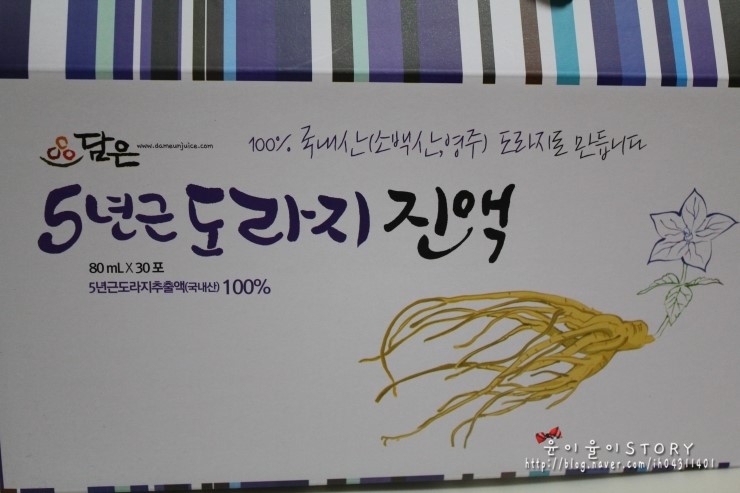 담은 www.damaunjuice.com
100% 국내산(소백산,영주) 도라지로 만듭니다
5년근 도라지 진액
80 mL X 30 포
5년근도라지추출액(국내산) 100%
윤이율이STORY
http://blog.naver.com/ih04311401